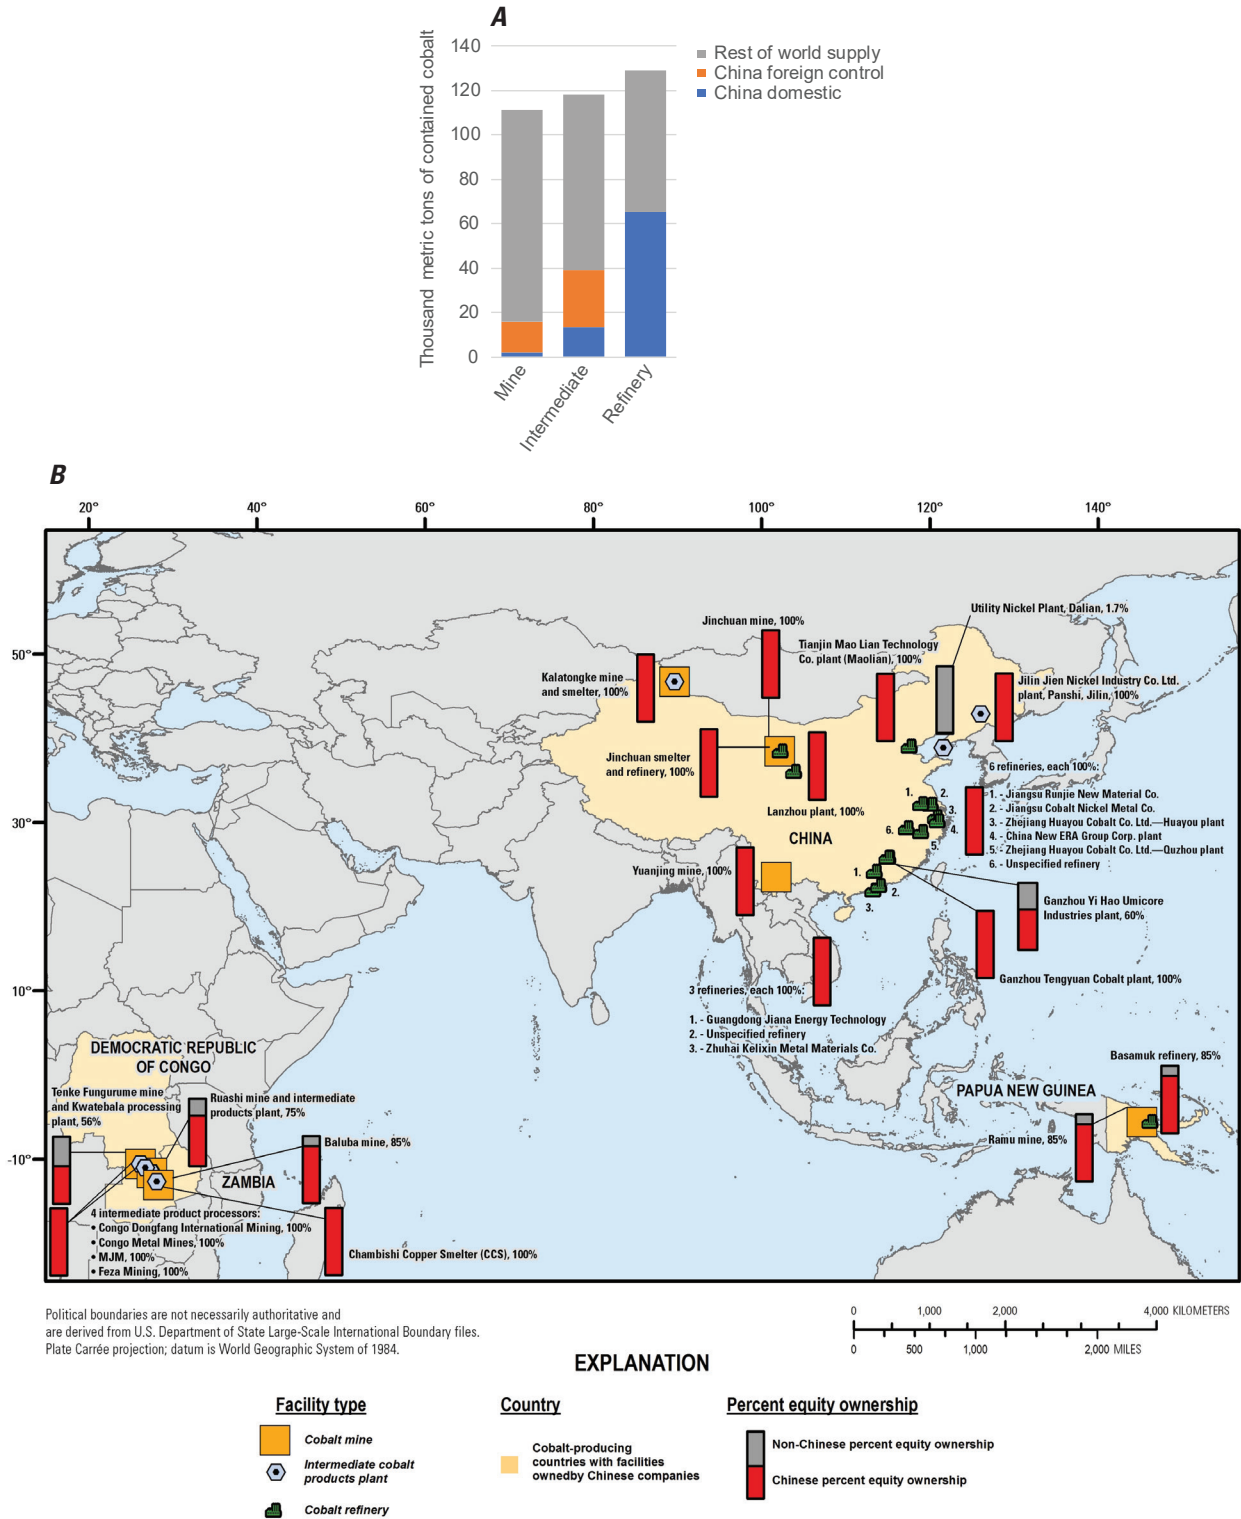 A
Thousand metric tons of contained cobalt
140
120
100
80
60
40
20
0
Mine
Intermediate
Refinery
Rest of world supply
China foreign control
China domestic
B
20°
40°
60°
80°
100°
120°
140°
50°
30°
10°
-10°
Utility Nickel Plant, Dalian, 1.7%
Jinchuan mine, 100%
Tianjin Mao Lian Technology
Co. plant (Maolian), 100%
Kalatongke mine
and smelter, 100%
Jilin Jien Nickel Industry Co. Ltd.
plant, Panshi, Jilin, 100%
Jinchuan smelter
and refinery, 100%
Lanzhou plant, 100%
6 refineries, each 100%:
1. - Jiangsu Runjie New Material Co.
2. - Jiangsu Cobalt Nickel Metal Co.
3. - Zhejiang Huayou Cobalt Co. Ltd.—Huayou plant
4. - China New ERA Group Corp. plant
5. - Zhejiang Huayou Cobalt Co. Ltd.—Quzhou plant
6. - Unspecified refinery
1.
2.
3.
4.
5.
6.
CHINA
Yuanjing mine, 100%
1.
2.
3.
Ganzhou Yi Hao Umicore
Industries plant, 60%
Ganzhou Tengyuan Cobalt plant, 100%
3 refineries, each 100%:
1. - Guangdong Jiana Energy Technology
2. - Unspecified refinery
3. - Zhuhai Kelixin Metal Materials Co.
DEMOCRATIC REPUBLIC
OF CONGO
Tenke Fungurume mine
and Kwatebala processing
plant, 56%
Ruashi mine and intermediate
products plant, 75%
Baluba mine, 85%
ZAMBIA
4 intermediate product processors:
• Congo Dongfang International Mining, 100%
• Congo Metal Mines, 100%
• MJM, 100%
• Feza Mining, 100%
Chambishi Copper Smelter (CCS), 100%
Basamuk refinery, 85%
PAPUA NEW GUINEA
Ramu mine, 85%
Political boundaries are not necessarily authoritative and
are derived from U.S. Department of State Large-Scale International Boundary files.
Plate Carrée projection; datum is World Geographic System of 1984.
0 1,000 2,000 4,000 KILOMETERS
0 500 1,000 2,000 MILES
EXPLANATION
Facility type
Cobalt mine
Intermediate cobalt
products plant
Cobalt refinery
Country
Cobalt-producing
countries with facilities
ownedby Chinese companies
Percent equity ownership
Non-Chinese percent equity ownership
Chinese percent equity ownership